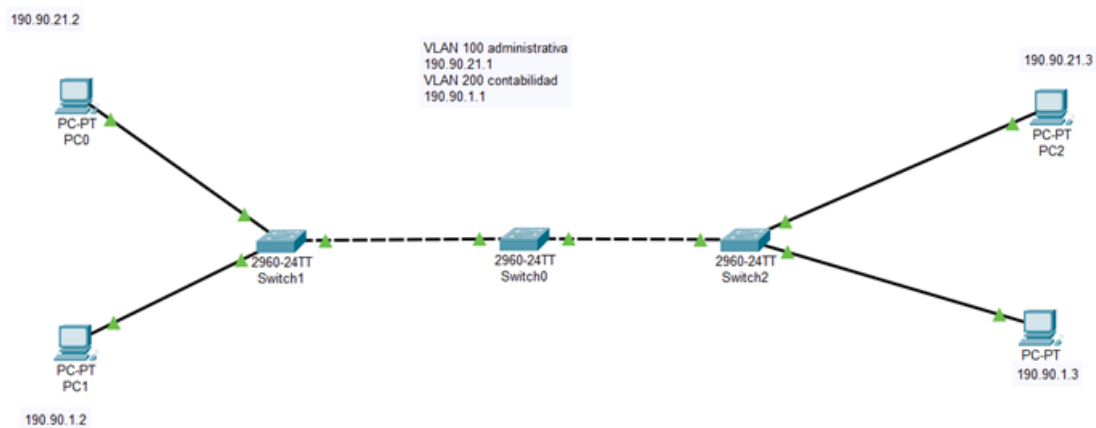 190.90.21.2
VLAN 100 administrativa
190.90.21.1
VLAN 200 contabilidad
190.90.1.1
190.90.21.3
PC-PT
PC0
PC-PT
PC2
2960-24TT
Switch1
2960-24TT
Switch0
2960-24TT
Switch2
PC-PT
PC1
190.90.1.2
PC-PT
190.90.1.3